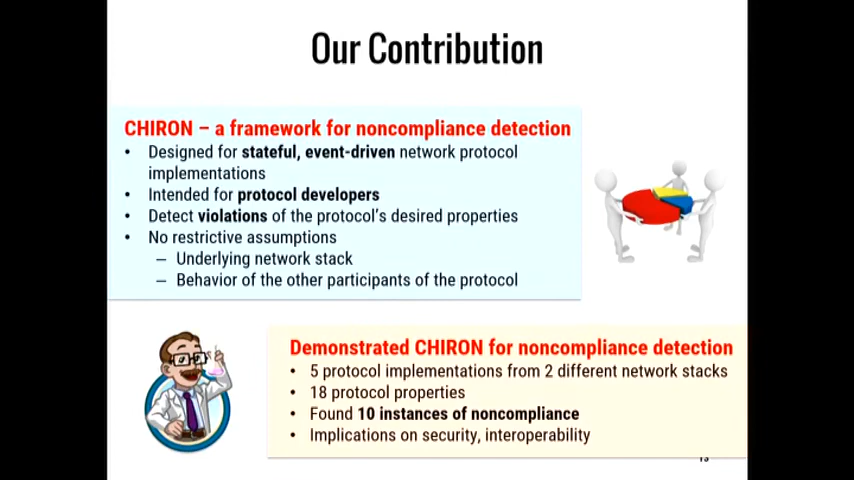 Our Contribution
CHIRON – a framework for noncompliance detection
• Designed for stateful, event-driven network protocol
implementations
• Intended for protocol developers
• Detect violations of the protocol's desired properties
• No restrictive assumptions
– Underlying network stack
– Behavior of the other participants of the protocol
Demonstrated CHIRON for noncompliance detection
• 5 protocol implementations from 2 different network stacks
• 18 protocol properties
• Found 10 instances of noncompliance
• Implications on security, interoperability